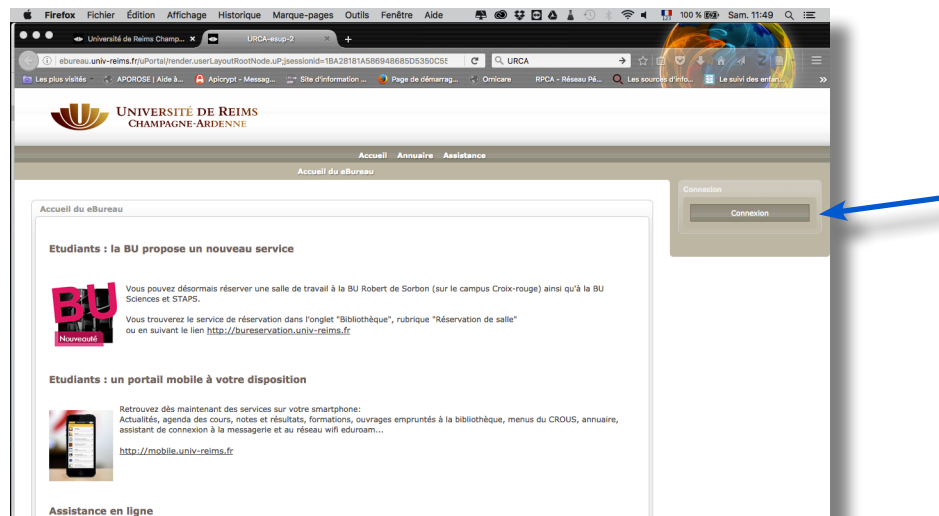 Firefox Fichier Édition Affichage Historique Marque-pages Outils Fenêtre Aide 100 % Sam. 11:49
Université de Reims Champ... × URCA-esup-2 × +
ebureau.univ-reims.fr/uPortal/render.userLayoutRootNode.uP;jsessionid=1BA28181A586948685D5350C55 URCA
Les plus visités APOROSE | Aide à... Apicrypt - Messag... Site d'information ... Page de démarrag... Omicare RPCA - Réseau Pé... Les sources d'info... Le suivi des enfan... »
UNIVERSITÉ DE REIMS
CHAMPAGNE-ARDENNE
Accueil Annuaire Assistance
Accueil du eBureau
Connexion
Connexion
Accueil du eBureau
Etudiants : la BU propose un nouveau service
BU
Nouveauté
Vous pouvez désormais réserver une salle de travail à la BU Robert de Sorbon (sur le campus Croix-rouge) ainsi qu'à la BU
Sciences et STAPS.
Vous trouverez le service de réservation dans l'onglet "Bibliothèque", rubrique "Réservation de salle"
ou en suivant le lien http://bureservation.univ-reims.fr
Etudiants : un portail mobile à votre disposition
Retrouvez dès maintenant des services sur votre smartphone:
Actualités, agenda des cours, notes et résultats, formations, ouvrages empruntés à la bibliothèque, menus du CROUS, annuaire,
assistant de connexion à la messagerie et au réseau wifi eduroam...
http://mobile.univ-reims.fr
Assistance en ligne